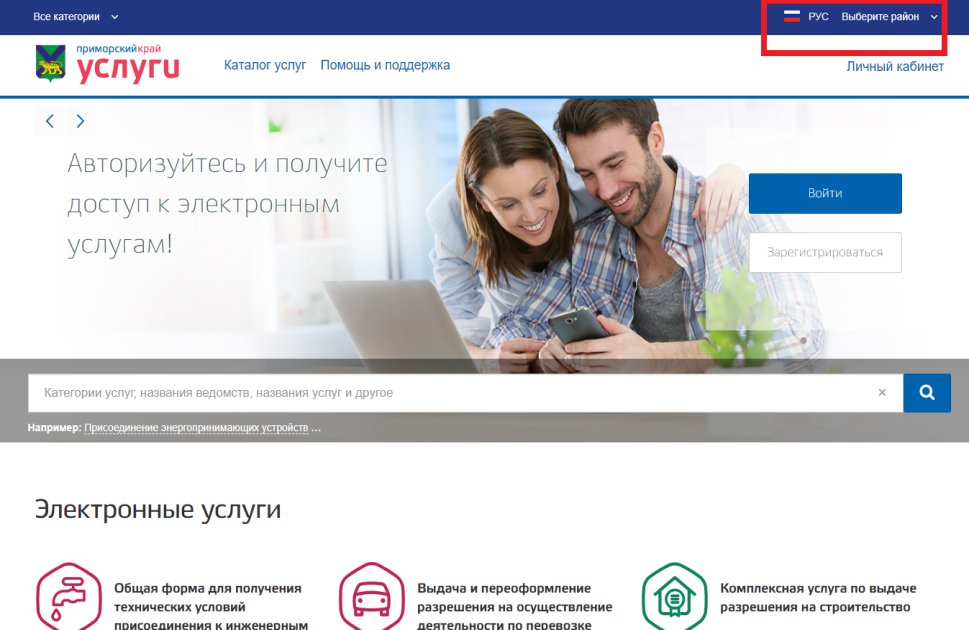 Все категории
РУС Выберите район
приморскийкрай
услуги
Каталог услуг Помощь и поддержка
Личный кабинет
Авторизуйтесь и получите
доступ к электронным
услугам!
Войти
Зарегистрироваться
Категории услуг, названия ведомств, названия услуг и другое
Например: Присоединение энергопринимающих устройств ...
Электронные услуги
Общая форма для получения
технических условий
присоединения к инженерным
Выдача и переоформление
разрешения на осуществление
деятельности по перевозке
Комплексная услуга по выдаче
разрешения на строительство